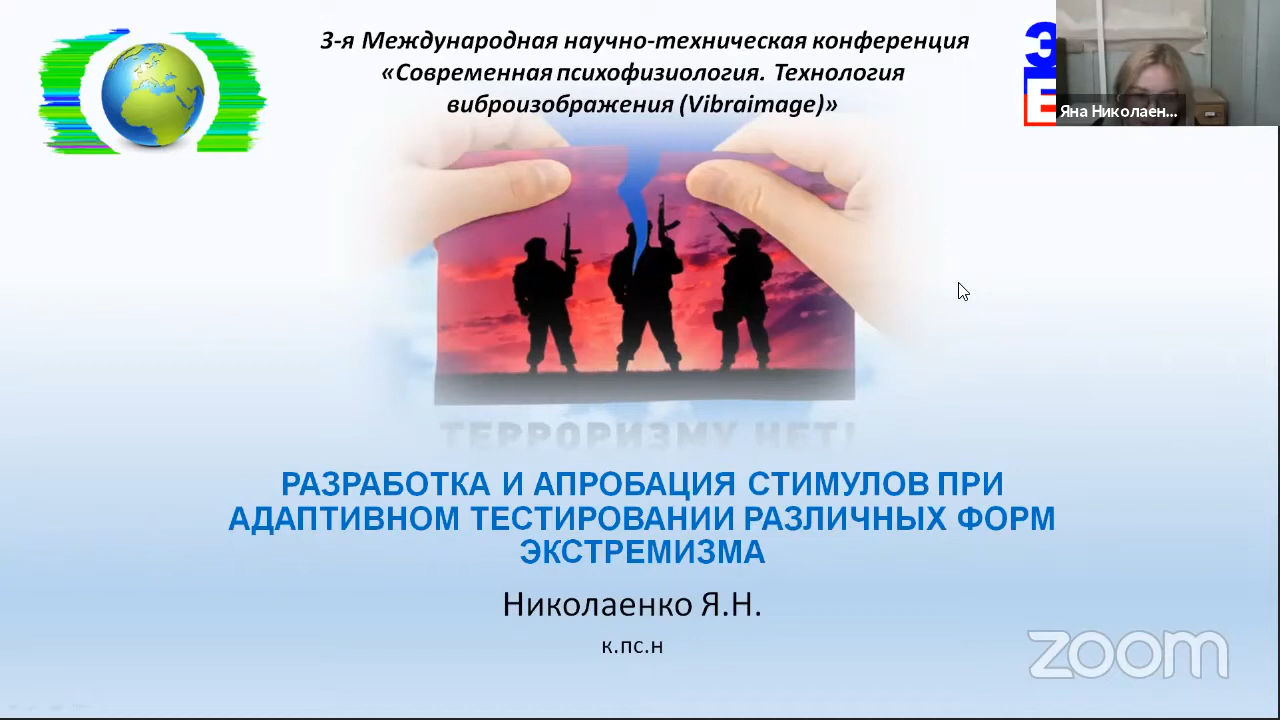 3-я Международная научно-техническая конференция
«Современная психофизиология. Технология
виброизображения (Vibraimage)»
Яна Николаен...
ТЕРРОРИЗМУ НЕТ!
РАЗРАБОТКА И АПРОБАЦИЯ СТИМУЛОВ ПРИ
АДАПТИВНОМ ТЕСТИРОВАНИИ РАЗЛИЧНЫХ ФОРМ
ЭКСТРЕМИЗМА
Николаенко Я.Н.
к.пс.н
zoom